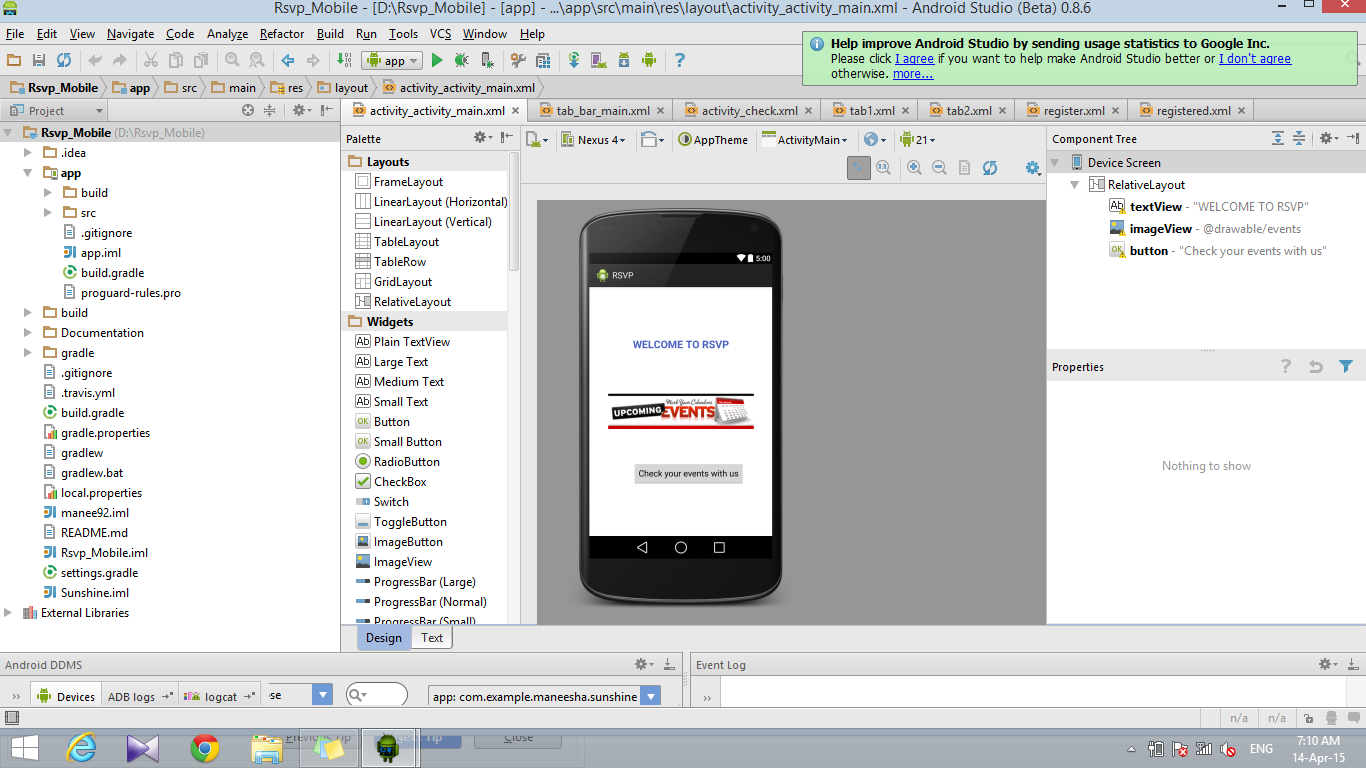 Rsvp_Mobile - [D:\Rsvp_Mobile] - [app] - ...\app\src\main\res\layout\activity_activity_main.xml - Android Studio (Beta) 0.8.6
File Edit View Navigate Code Analyze Refactor Build Run Tools VCS Window Help
Help improve Android Studio by sending usage statistics to Google Inc.
Please click I agree if you want to help make Android Studio better or I don't agree
otherwise. more...
app
Rsvp_Mobile app src main res layout activity_activity_main.xml
Project
activity_activity_main.xml tab_bar_main.xml activity_check.xml tab1.xml tab2.xml register.xml registered.xml
Rsvp_Mobile (D:\Rsvp_Mobile)
.idea
app
build
src
.gitignore
app.iml
build.gradle
proguard-rules.pro
build
Documentation
gradle
.gitignore
.travis.yml
build.gradle
gradle.properties
gradlew
gradlew.bat
local.properties
manee92.iml
README.md
Rsvp_Mobile.iml
settings.gradle
Sunshine.iml
External Libraries
Palette
Layouts
FrameLayout
LinearLayout (Horizontal)
LinearLayout (Vertical)
TableLayout
TableRow
GridLayout
RelativeLayout
Widgets
Plain TextView
Large Text
Medium Text
Small Text
Button
Small Button
RadioButton
CheckBox
Switch
ToggleButton
ImageButton
ImageView
ProgressBar (Large)
ProgressBar (Normal)
ProgressBar (Small)
Nexus 4 AppTheme ActivityMain 21
5:00
RSVP
WELCOME TO RSVP
Mark Your Calendars
UPCOMING EVENTS
Check your events with us
Component Tree
Device Screen
RelativeLayout
textView - "WELCOME TO RSVP"
imageView - @drawable/events
button - "Check your events with us"
Properties
Nothing to show
Design Text
Android DDMS
Event Log
Devices ADB logs logcat
app: com.example.maneesha.sunshine
n/a n/a
Previous Tip Next Tip Close
ENG
7:10 AM
14-Apr-15